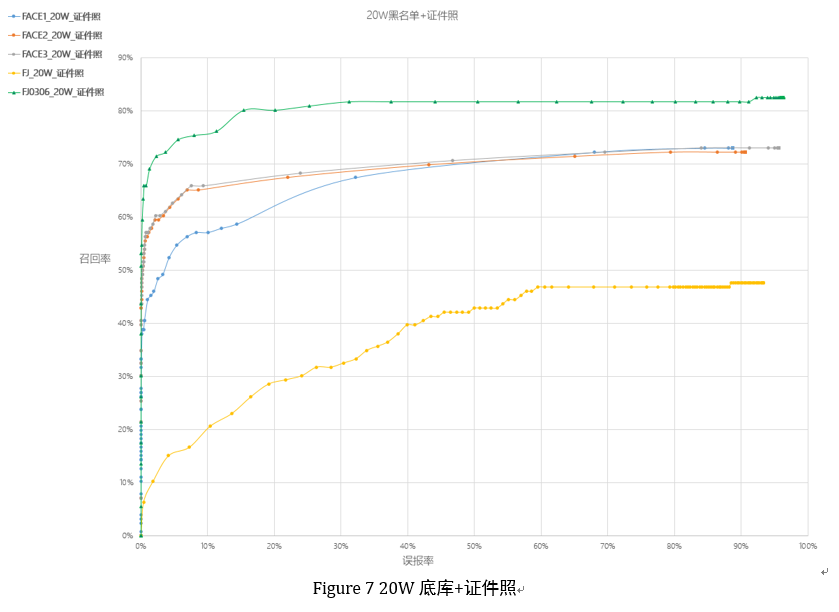 20W黑名单+证件照
FACE1_20W_证件照
FACE2_20W_证件照
FACE3_20W_证件照
FJ_20W_证件照
FJ0306_20W_证件照
90%
80%
70%
60%
50%
40%
30%
20%
10%
0%
召回率
0% 10% 20% 30% 40% 50% 60% 70% 80% 90% 100%
误报率
Figure 7 20W 底库+证件照